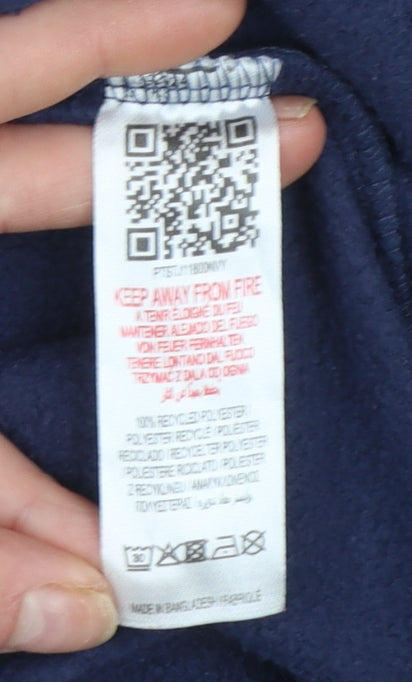 KEEP AWAY FROM FIRE
A TENIR ÉLOIGNÉ DU FEU
MANTENER ALEJADO DEL FUEGO
VON FEUER FERNHALTEN
TENERE LONTANO DAL FUOCO
TRZYMAĆ Z DALA OD OGNIA
100% RECYCLED POLYESTER /
POLYESTER RECYCLÉ / POLIÉSTER
RECICLADO / RECYCELTER POLYESTER
/ POLIESTERE RICICLATO / POLIESTER
Z RECYKLINGU /
30
MADE IN BANGLADESH / FABRIQUÉ